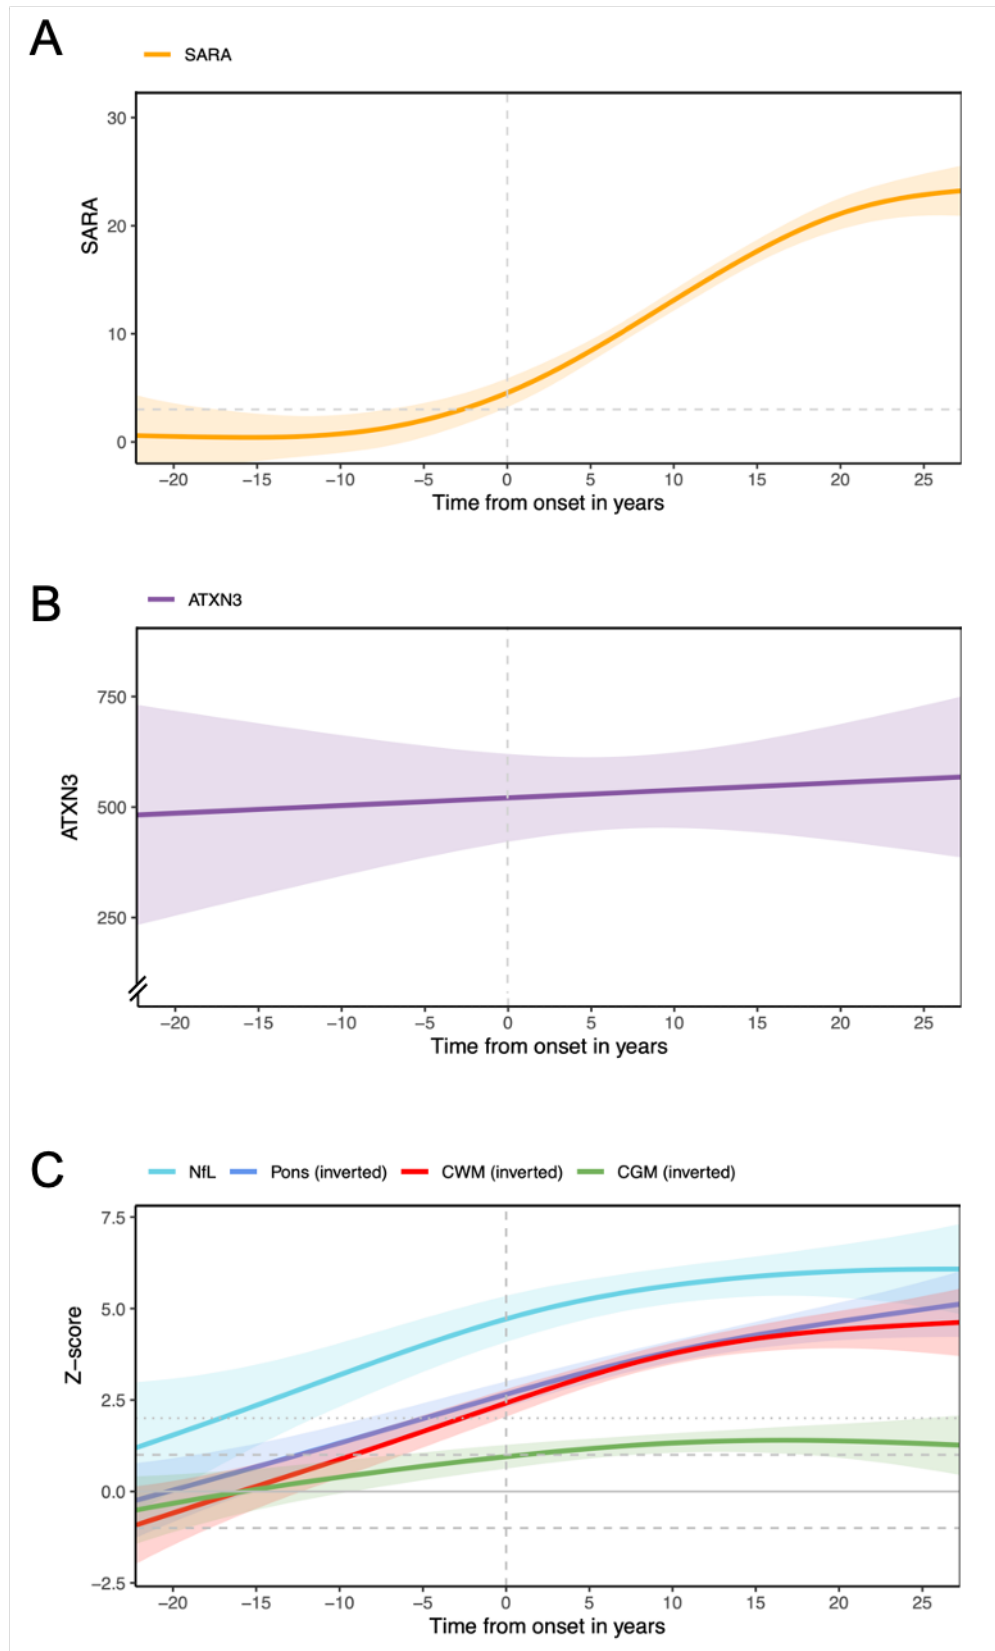 A
SARA
30
20
10
0
SARA
−20 −15 −10 −5 0 5 10 15 20 25
Time from onset in years
B
ATXN3
750
500
250
ATXN3
−20 −15 −10 −5 0 5 10 15 20 25
Time from onset in years
C
NfL Pons (inverted) CWM (inverted) CGM (inverted)
7.5
5.0
2.5
0.0
−2.5
Z−score
−20 −15 −10 −5 0 5 10 15 20 25
Time from onset in years